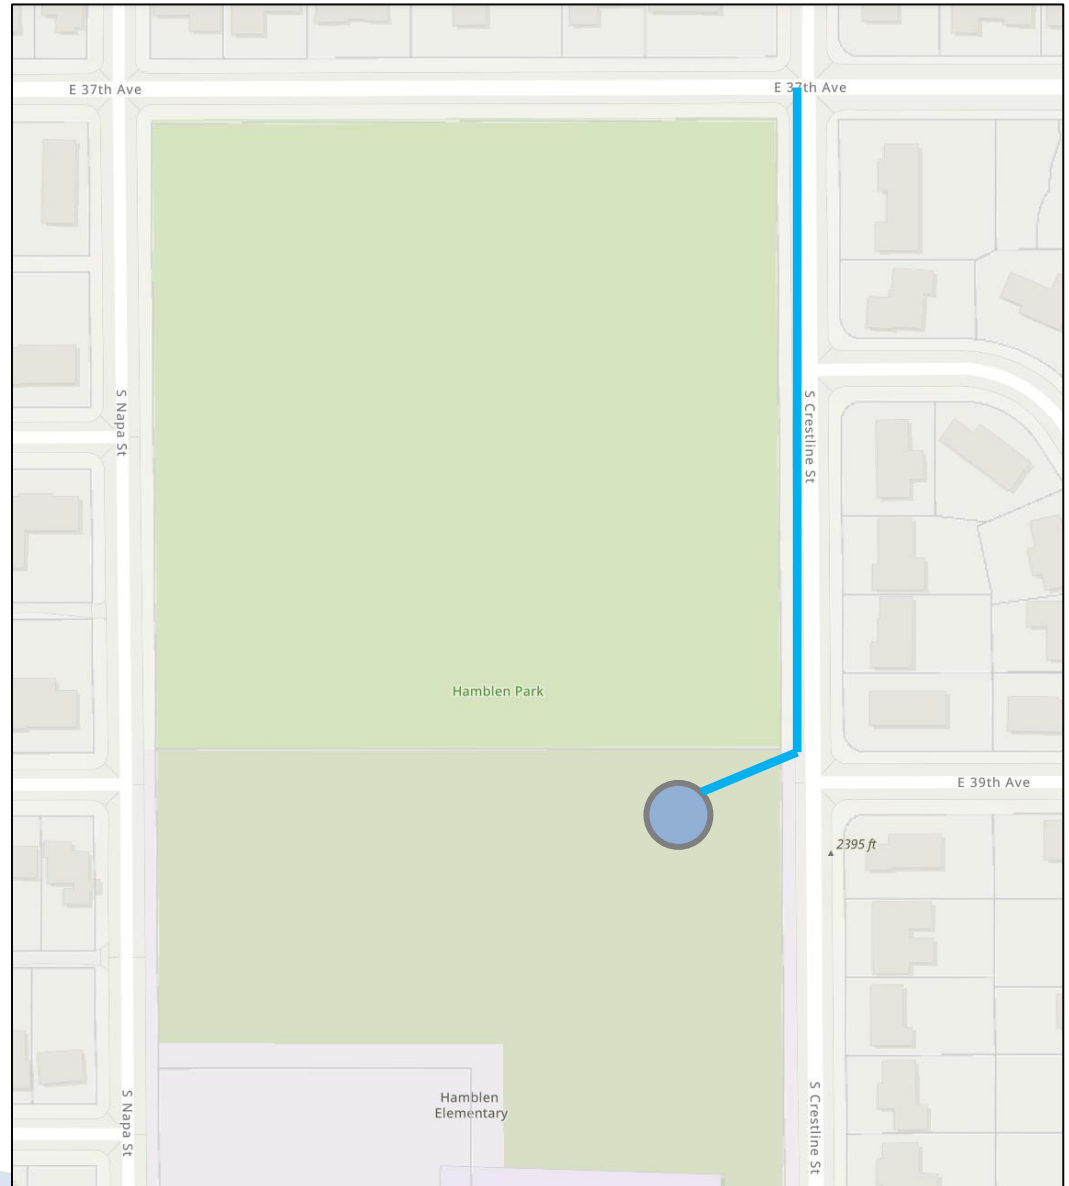 E 37th Ave
E 37th Ave
S Napa St
S Crestline St
Hamblen Park
E 39th Ave
2395 ft
Hamblen
Elementary
S Napa St
S Crestline St